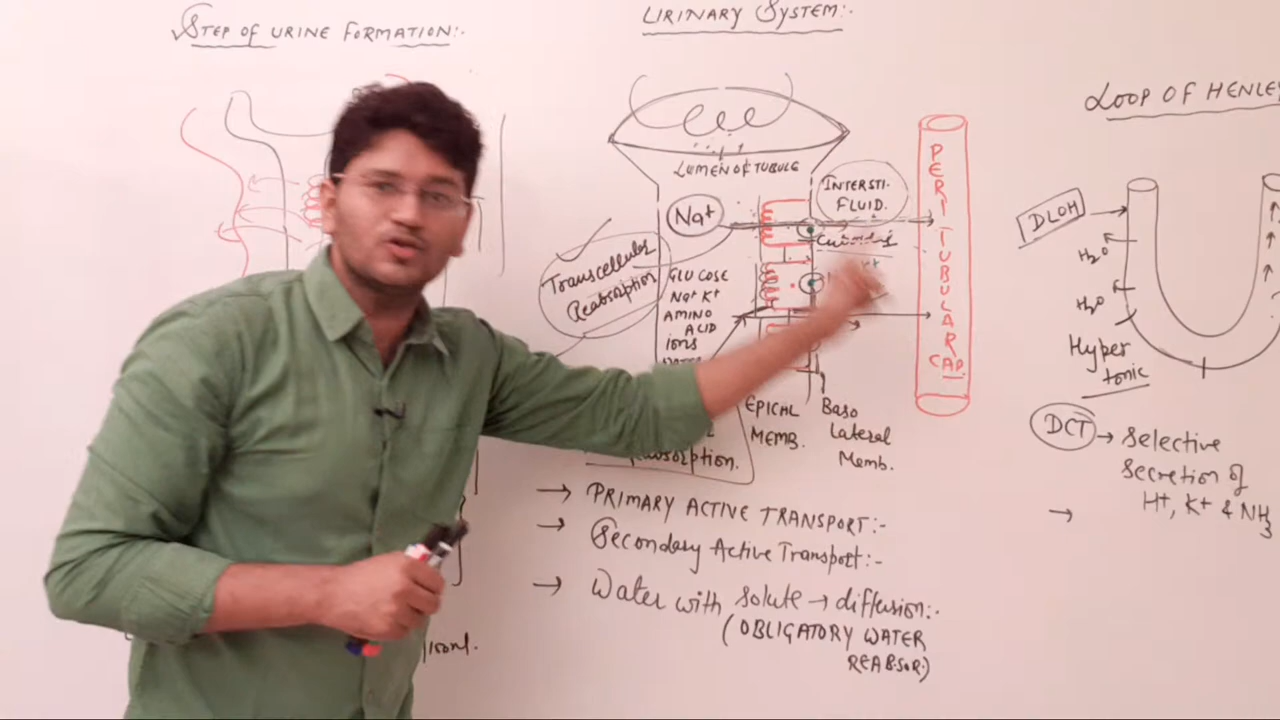 STEP OF URINE FORMATION:-
URINARY SYSTEM:-
LOOP OF HENLE
LUMEN OF TUBULE
Na+
INTERSTI-
FLUID.
PERI TUBULAR CAP.
Transcellular
Reabsorption
GLUCOSE
Na+ K+
AMINO
ACID
ions
WATER
EPICAL
MEMB.
Baso
Lateral
Memb.
DLOH
H2O
H2O
Hyper
tonic
DCT → Selective
Secretion of
H+, K+ & NH3
→
→ PRIMARY ACTIVE TRANSPORT:-
→ Secondary Active Transport:-
→ Water with solute → diffusion:-
(OBLIGATORY WATER
REABSOR)